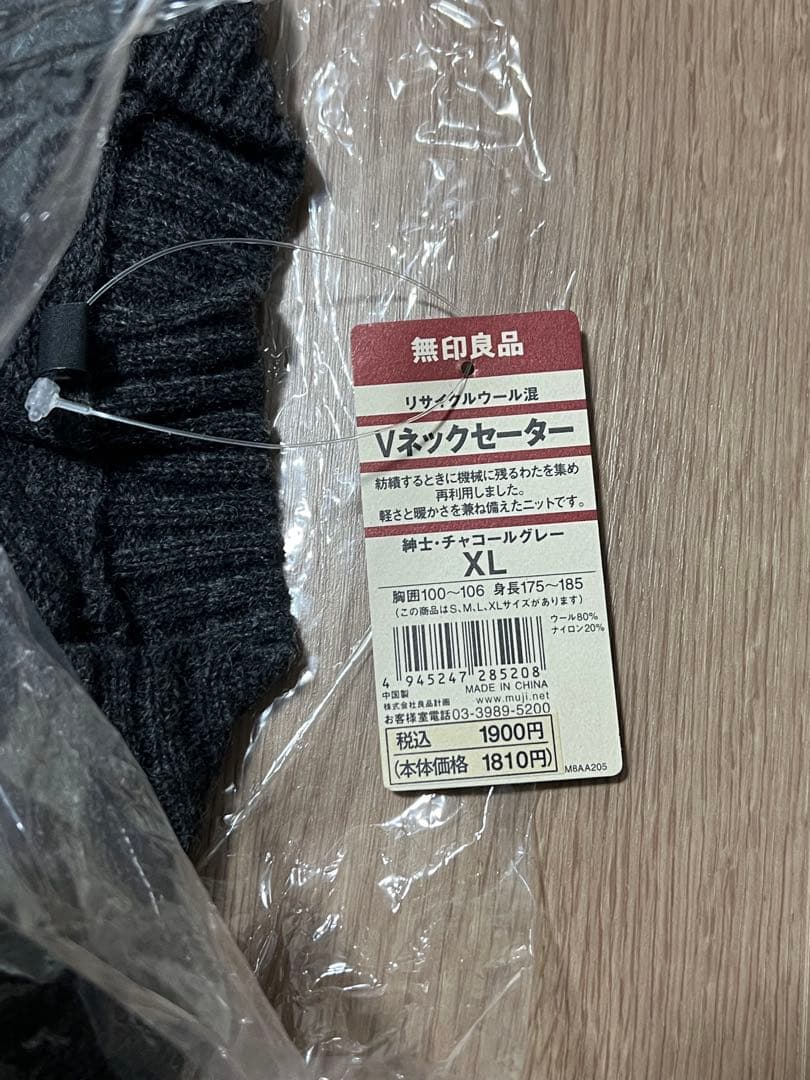 無印良品
リサイクルウール混
Vネックセーター
紡績するときに機械に残るわたを集め
再利用しました。
軽さと暖かさを兼ね備えたニットです。
紳士・チャコールグレー
XL
胸囲100〜106 身長175〜185
(この商品はS、M、L、XLサイズがあります)
ウール80%
ナイロン20%
4 945247 285208
中国製 MADE IN CHINA
株式会社良品計画 www.muji.net
お客様室電話03-3989-5200
税込 1900円
(本体価格 1810円)
M8AA205